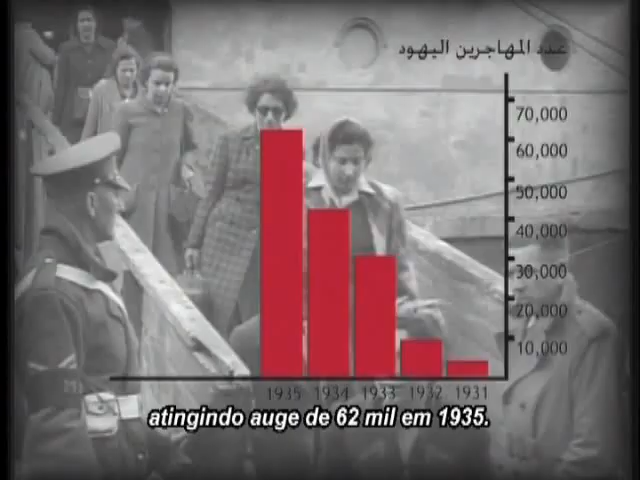 عدد المهاجرين اليهود
70,000
60,000
50,000
40,000
30,000
20,000
10,000
1935 1934 1933 1932 1931
atingindo auge de 62 mil em 1935.